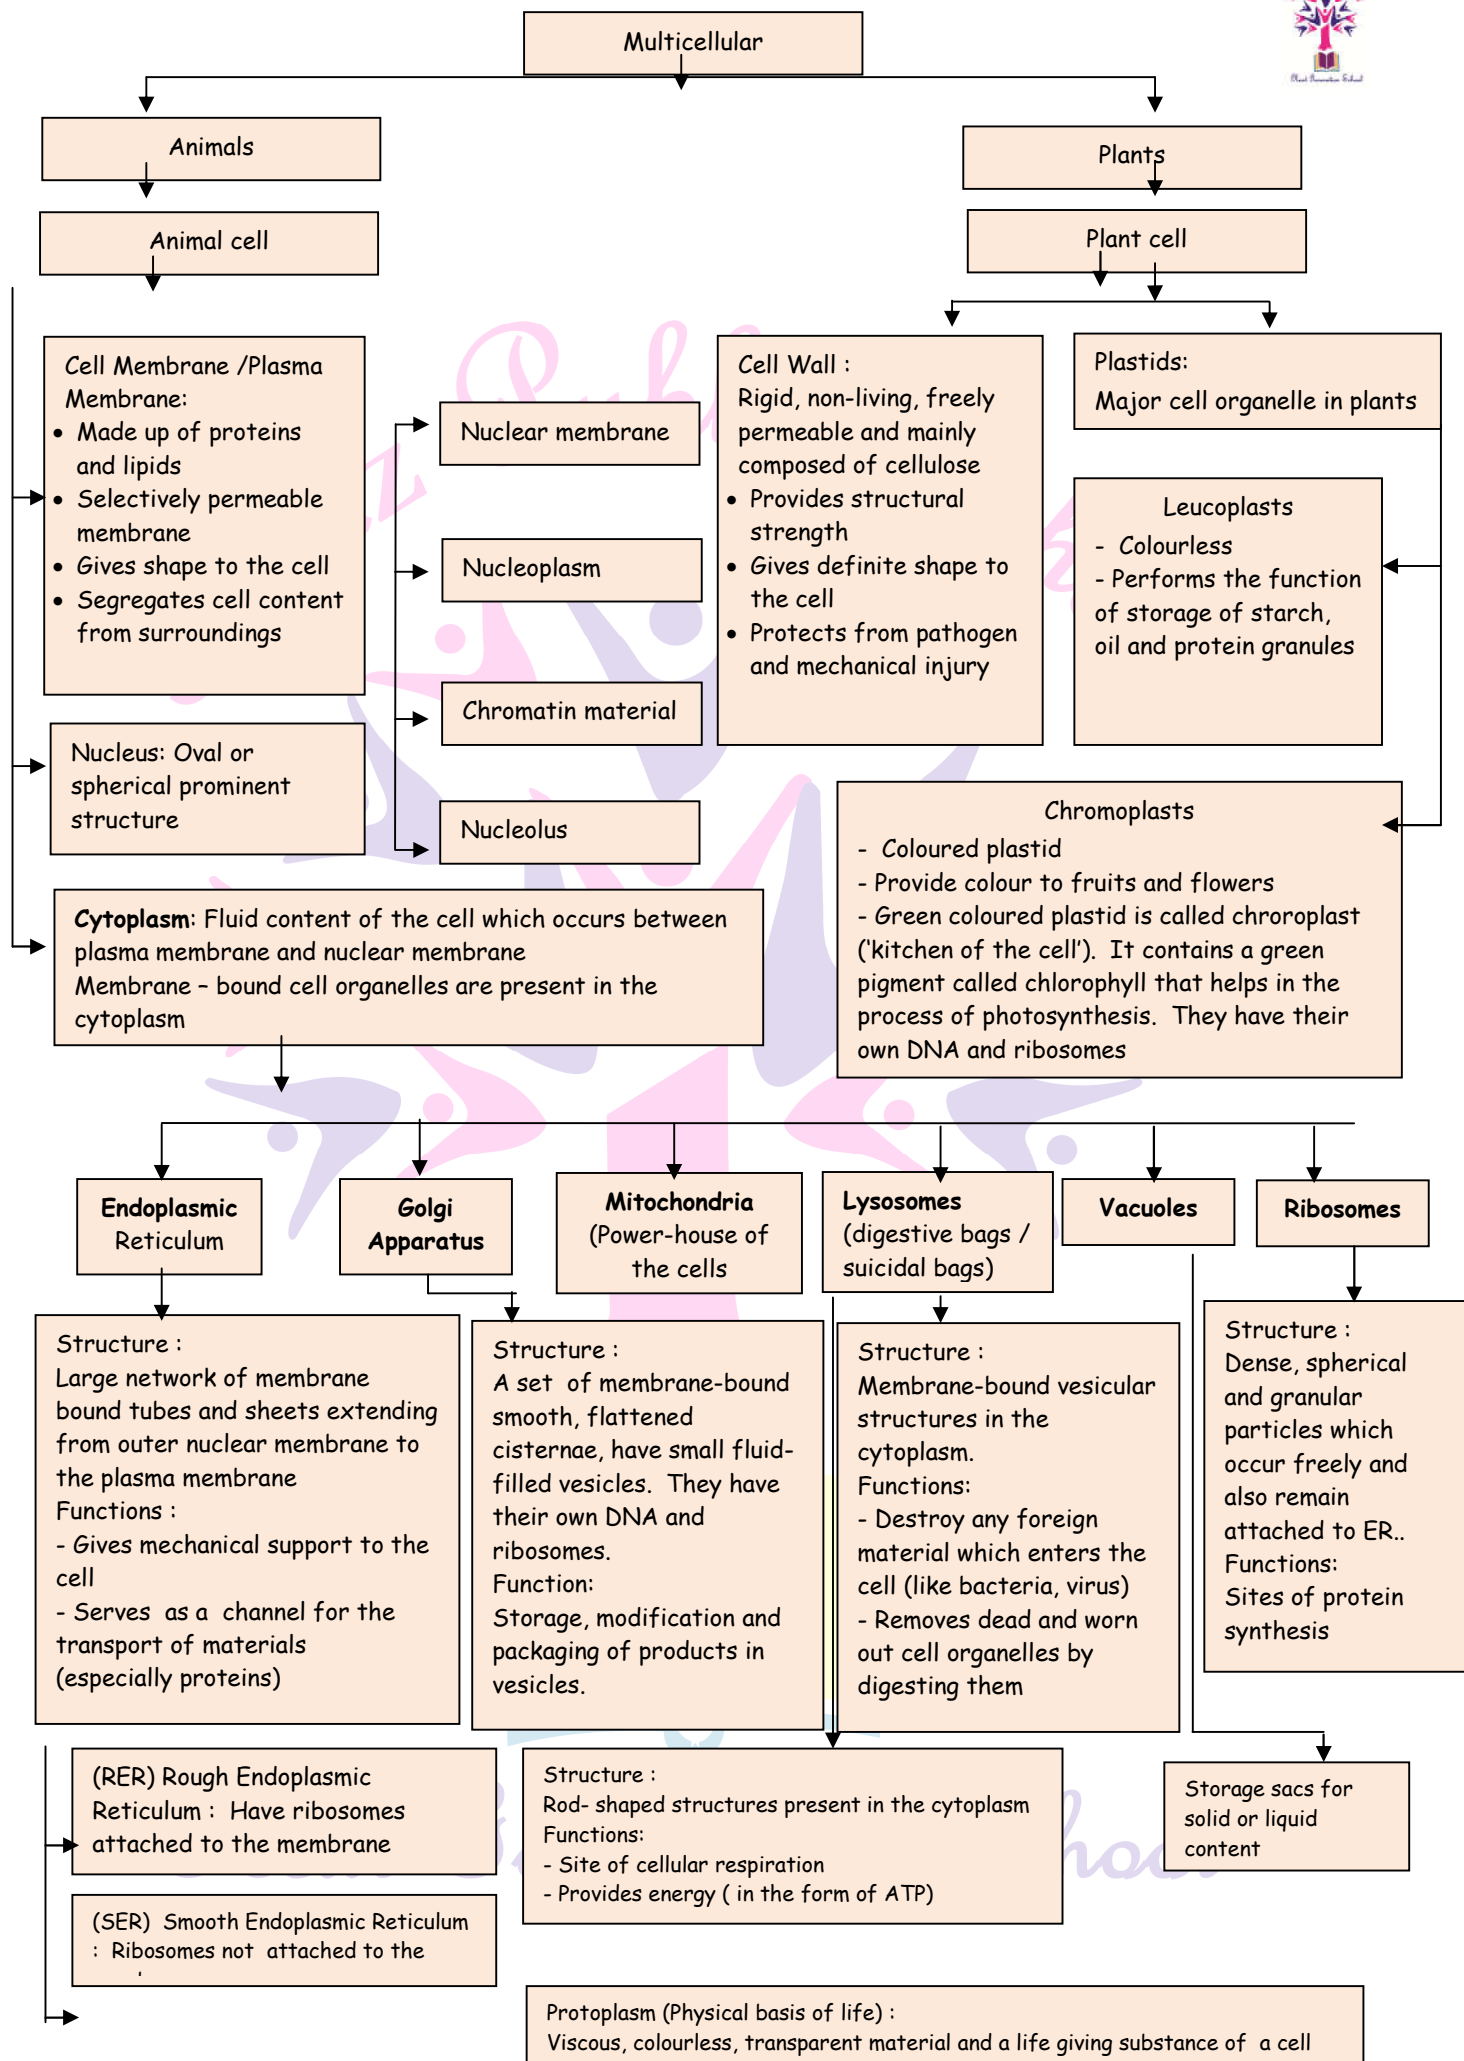 Multicellular
Animals
Plants
Animal cell
Plant cell
Cell Membrane /Plasma
Membrane:
• Made up of proteins
and lipids
• Selectively permeable
membrane
• Gives shape to the cell
• Segregates cell content
from surroundings
Nuclear membrane
Nucleoplasm
Chromatin material
Nucleolus
Cell Wall :
Rigid, non-living, freely
permeable and mainly
composed of cellulose
• Provides structural
strength
• Gives definite shape to
the cell
• Protects from pathogen
and mechanical injury
Plastids:
Major cell organelle in plants
Leucoplasts
- Colourless
- Performs the function
of storage of starch,
oil and protein granules
Nucleus: Oval or
spherical prominent
structure
Chromoplasts
- Coloured plastid
- Provide colour to fruits and flowers
- Green coloured plastid is called chroroplast
('kitchen of the cell'). It contains a green
pigment called chlorophyll that helps in the
process of photosynthesis. They have their
own DNA and ribosomes
Cytoplasm: Fluid content of the cell which occurs between
plasma membrane and nuclear membrane
Membrane – bound cell organelles are present in the
cytoplasm
Endoplasmic
Reticulum
Golgi
Apparatus
Mitochondria
(Power-house of
the cells
Lysosomes
(digestive bags /
suicidal bags)
Vacuoles
Ribosomes
Structure :
Large network of membrane
bound tubes and sheets extending
from outer nuclear membrane to
the plasma membrane
Functions :
- Gives mechanical support to the
cell
- Serves as a channel for the
transport of materials
(especially proteins)
Structure :
A set of membrane-bound
smooth, flattened
cisternae, have small fluid-
filled vesicles. They have
their own DNA and
ribosomes.
Function:
Storage, modification and
packaging of products in
vesicles.
Structure :
Membrane-bound vesicular
structures in the
cytoplasm.
Functions:
- Destroy any foreign
material which enters the
cell (like bacteria, virus)
- Removes dead and worn
out cell organelles by
digesting them
Structure :
Dense, spherical
and granular
particles which
occur freely and
also remain
attached to ER..
Functions:
Sites of protein
synthesis
(RER) Rough Endoplasmic
Reticulum : Have ribosomes
attached to the membrane
(SER) Smooth Endoplasmic Reticulum
: Ribosomes not attached to the
Structure :
Rod- shaped structures present in the cytoplasm
Functions:
- Site of cellular respiration
- Provides energy ( in the form of ATP)
Storage sacs for
solid or liquid
content
Protoplasm (Physical basis of life) :
Viscous, colourless, transparent material and a life giving substance of a cell